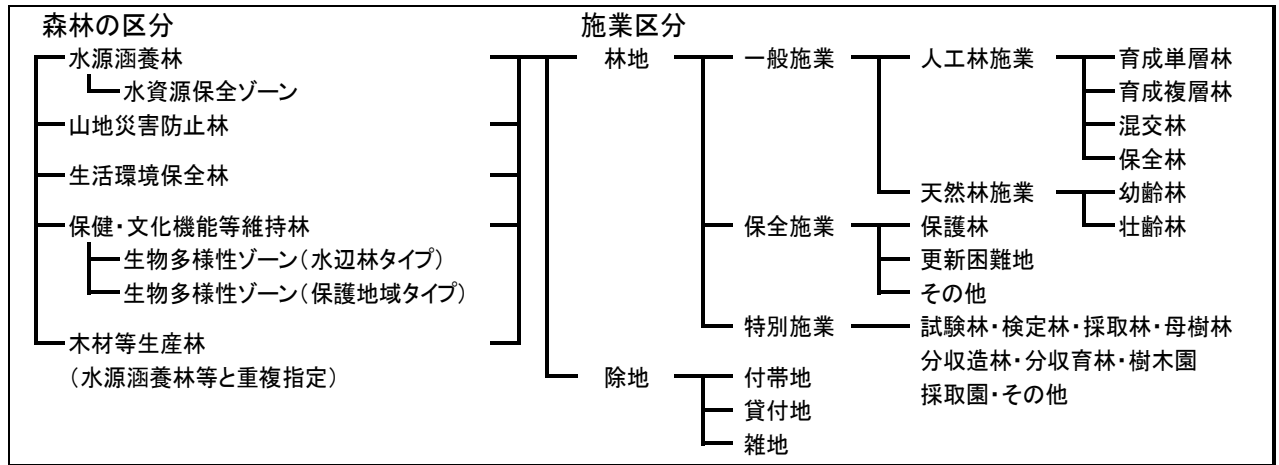 森林の区分
水源涵養林
水資源保全ゾーン
山地災害防止林
生活環境保全林
保健・文化機能等維持林
生物多様性ゾーン（水辺林タイプ）
生物多様性ゾーン（保護地域タイプ）
木材等生産林
（水源涵養林等と重複指定）
施業区分
林地
一般施業
人工林施業
育成単層林
育成複層林
混交林
保全林
天然林施業
幼齢林
壮齢林
保全施業
保護林
更新困難地
その他
特別施業
試験林・検定林・採取林・母樹林
分収造林・分収育林・樹木園
採取園・その他
除地
付帯地
貸付地
雑地